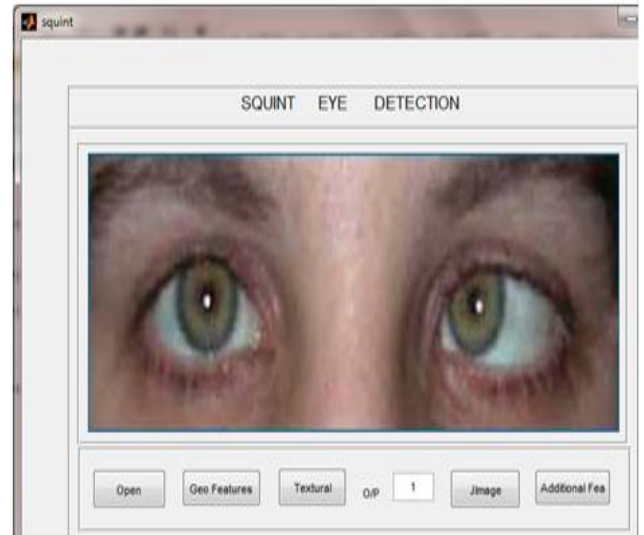 squint
SQUINT EYE DETECTION
Open Geo Features Textural O/P 1 Jimage Additional Fea